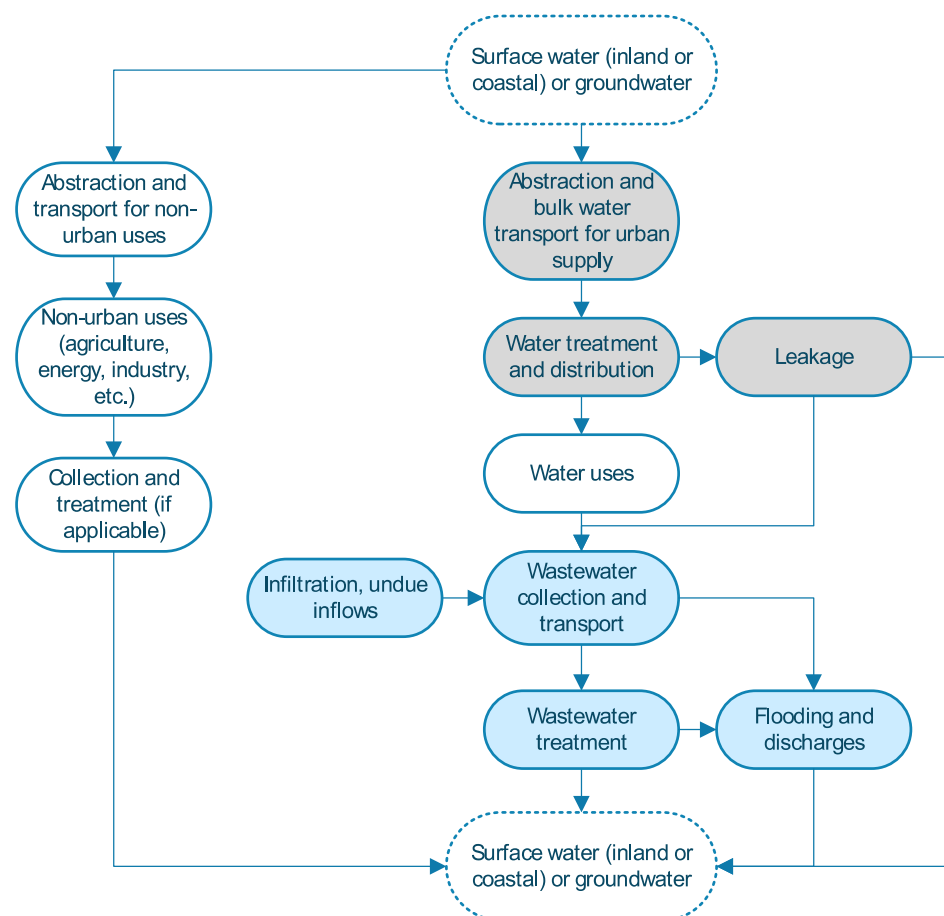 Surface water (inland or
coastal) or groundwater
Abstraction and
transport for non-
urban uses
Abstraction and
bulk water
transport for urban
supply
Non-urban uses
(agriculture,
energy, industry,
etc.)
Water treatment
and distribution
Leakage
Collection and
treatment (if
applicable)
Water uses
Infiltration, undue
inflows
Wastewater
collection and
transport
Wastewater
treatment
Flooding and
discharges
Surface water (inland or
coastal) or groundwater